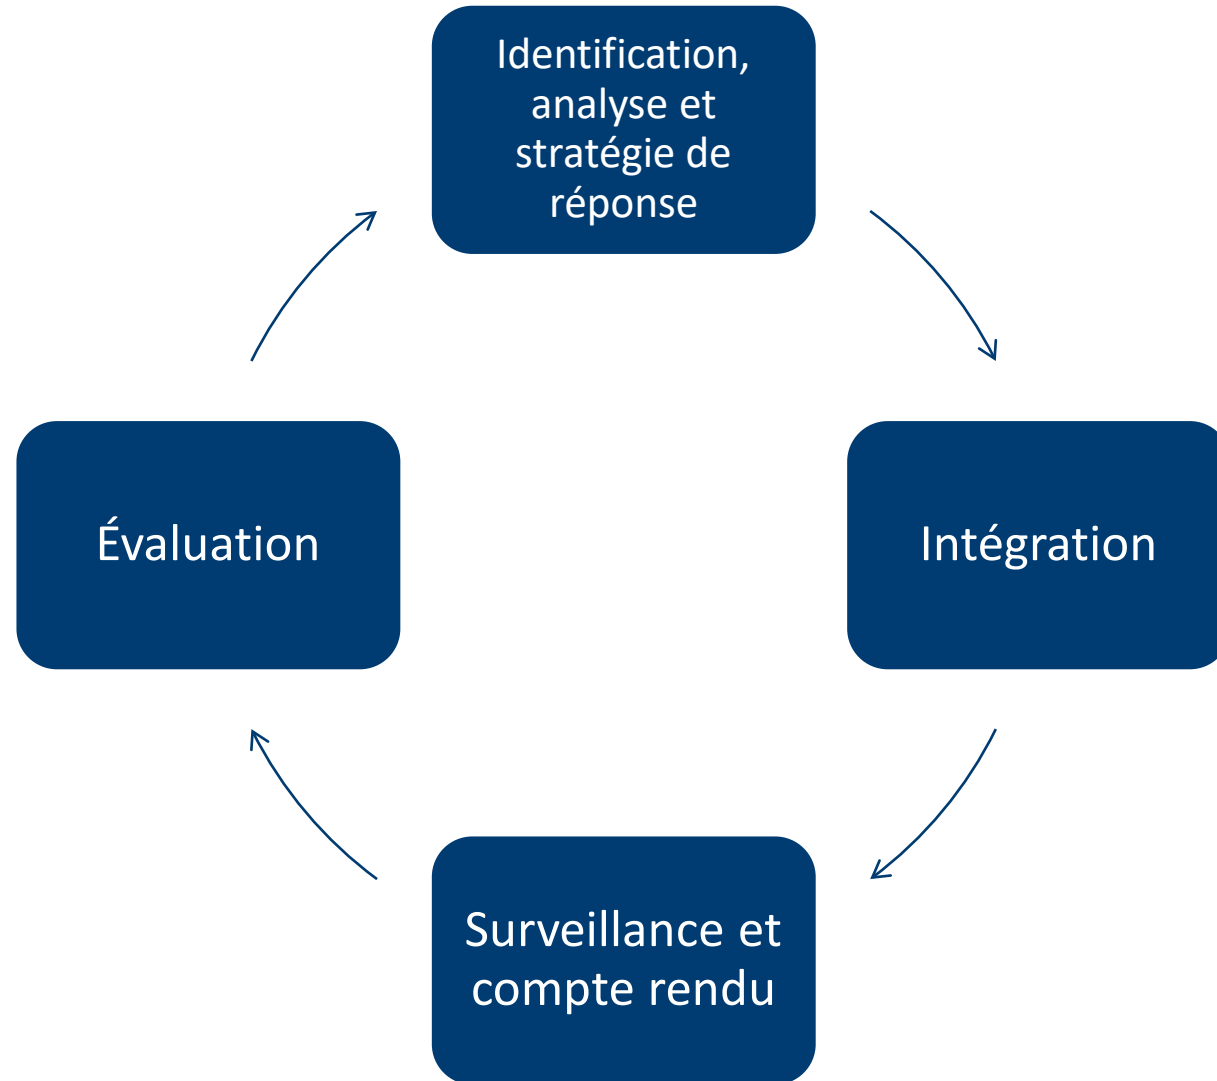 Identification,
analyse et
stratégie de
réponse
Évaluation
Intégration
Surveillance et
compte rendu